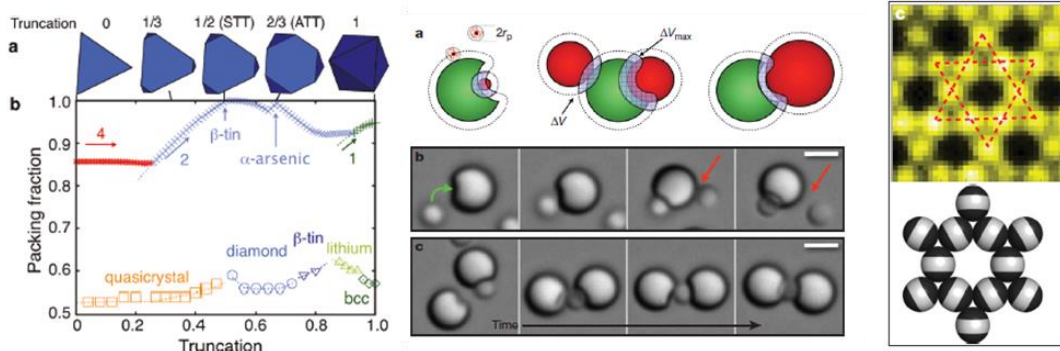 Truncation 0 1/3 1/2 (STT) 2/3 (ATT) 1
a
b
Packing fraction
1.0
0.9
0.8
0.7
0.6
0.5
4
2
β-tin
α-arsenic
1
quasicrystal
diamond
β-tin
lithium
bcc
0 0.2 0.4 0.6 0.8 1.0
Truncation
a
2rp
ΔVmax
ΔV
b
c
Time
c